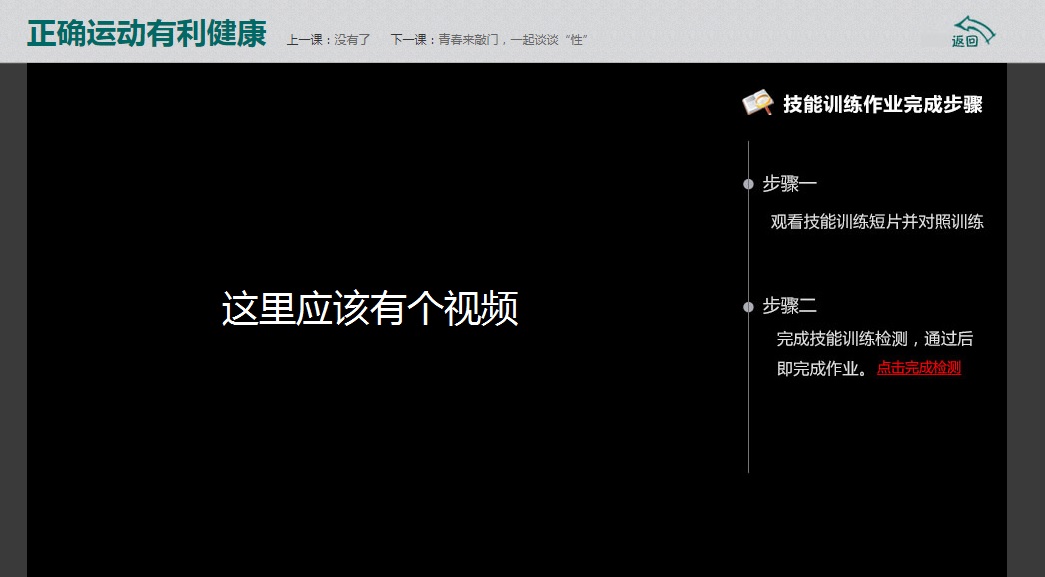 正确运动有利健康 上一课：没有了 下一课：青春来敲门，一起谈谈“性”
返回
技能训练作业完成步骤
步骤一
观看技能训练短片并对照训练
这里应该有个视频
步骤二
完成技能训练检测，通过后
即完成作业。点击完成检测